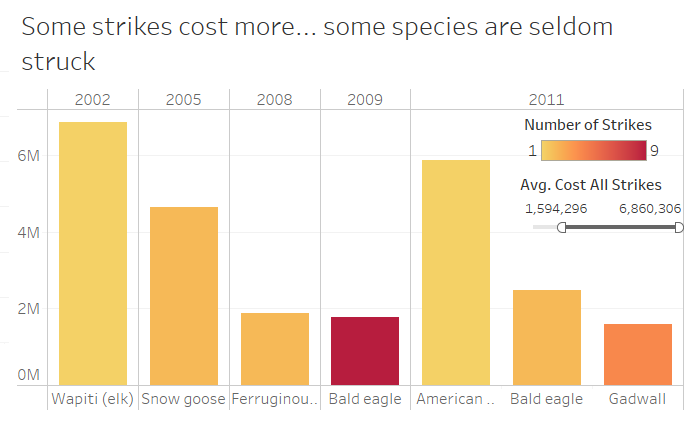 Some strikes cost more... some species are seldom
struck
2002 2005 2008 2009 2011
Number of Strikes
1 9
Avg. Cost All Strikes
1,594,296 6,860,306
6M
4M
2M
0M
Wapiti (elk) Snow goose Ferruginou.. Bald eagle American .. Bald eagle Gadwall